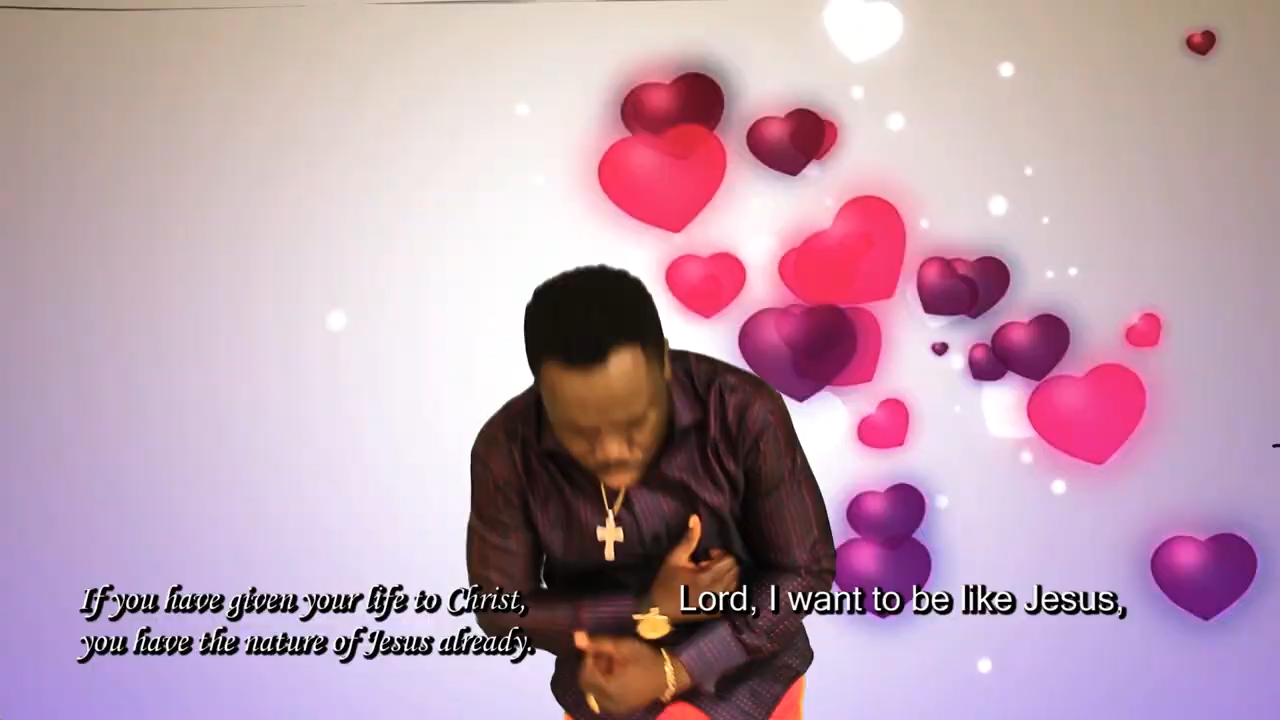 If you have given your life to Christ,
you have the nature of Jesus already.
Lord, I want to be like Jesus,